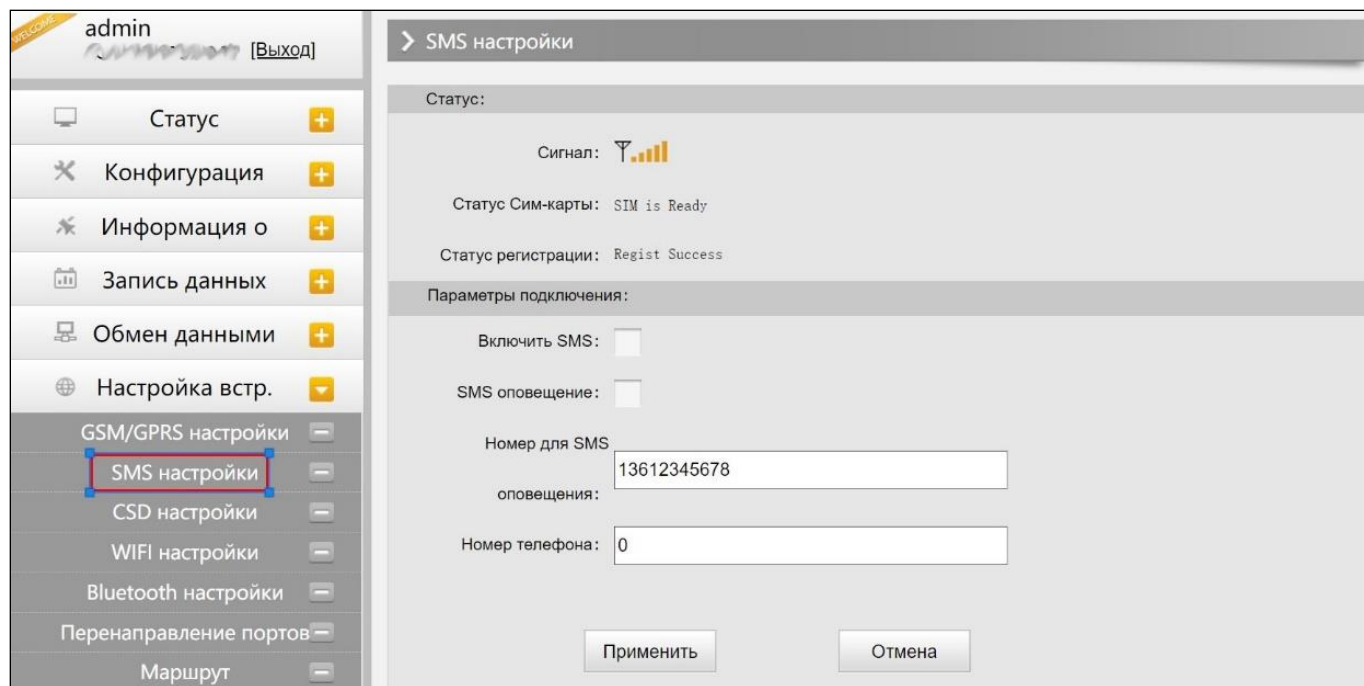 WELCOME
admin
[Выход]
Статус
Конфигурация
Информация о
Запись данных
Обмен данными
Настройка встр.
GSM/GPRS настройки
SMS настройки
CSD настройки
WIFI настройки
Bluetooth настройки
Перенаправление портов
Маршрут
SMS настройки
Статус:
Сигнал:
Статус Сим-карты: SIM is Ready
Статус регистрации: Regist Success
Параметры подключения:
Включить SMS:
SMS оповещение:
Номер для SMS
оповещения:
13612345678
Номер телефона: 0
Применить Отмена